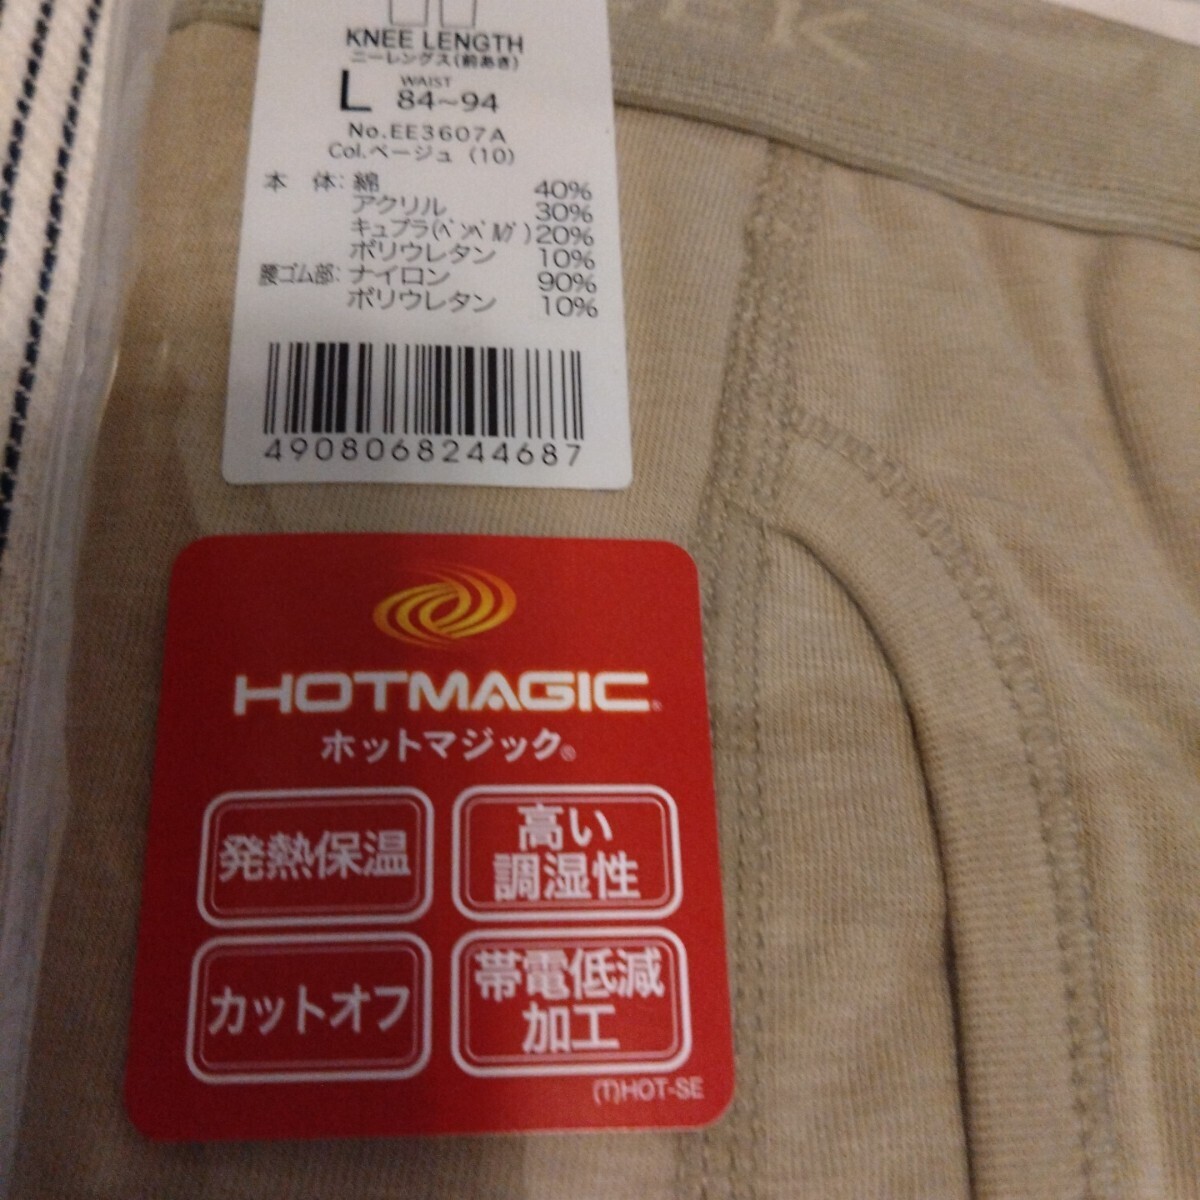 EK
KNEE LENGTH
ニーレングス(前あき)
L WAIST 84~94
No.EE3607A
Col.ベージュ (10)
本 体: 綿 40%
アクリル 30%
キュプラ(ベンベルグ) 20%
ポリウレタン 10%
腰ゴム部: ナイロン 90%
ポリウレタン 10%
4908068244687
HOTMAGIC®
ホットマジック®
発熱保温
高い
調湿性
カットオフ
帯電低減
加工
(T)HOT-SE